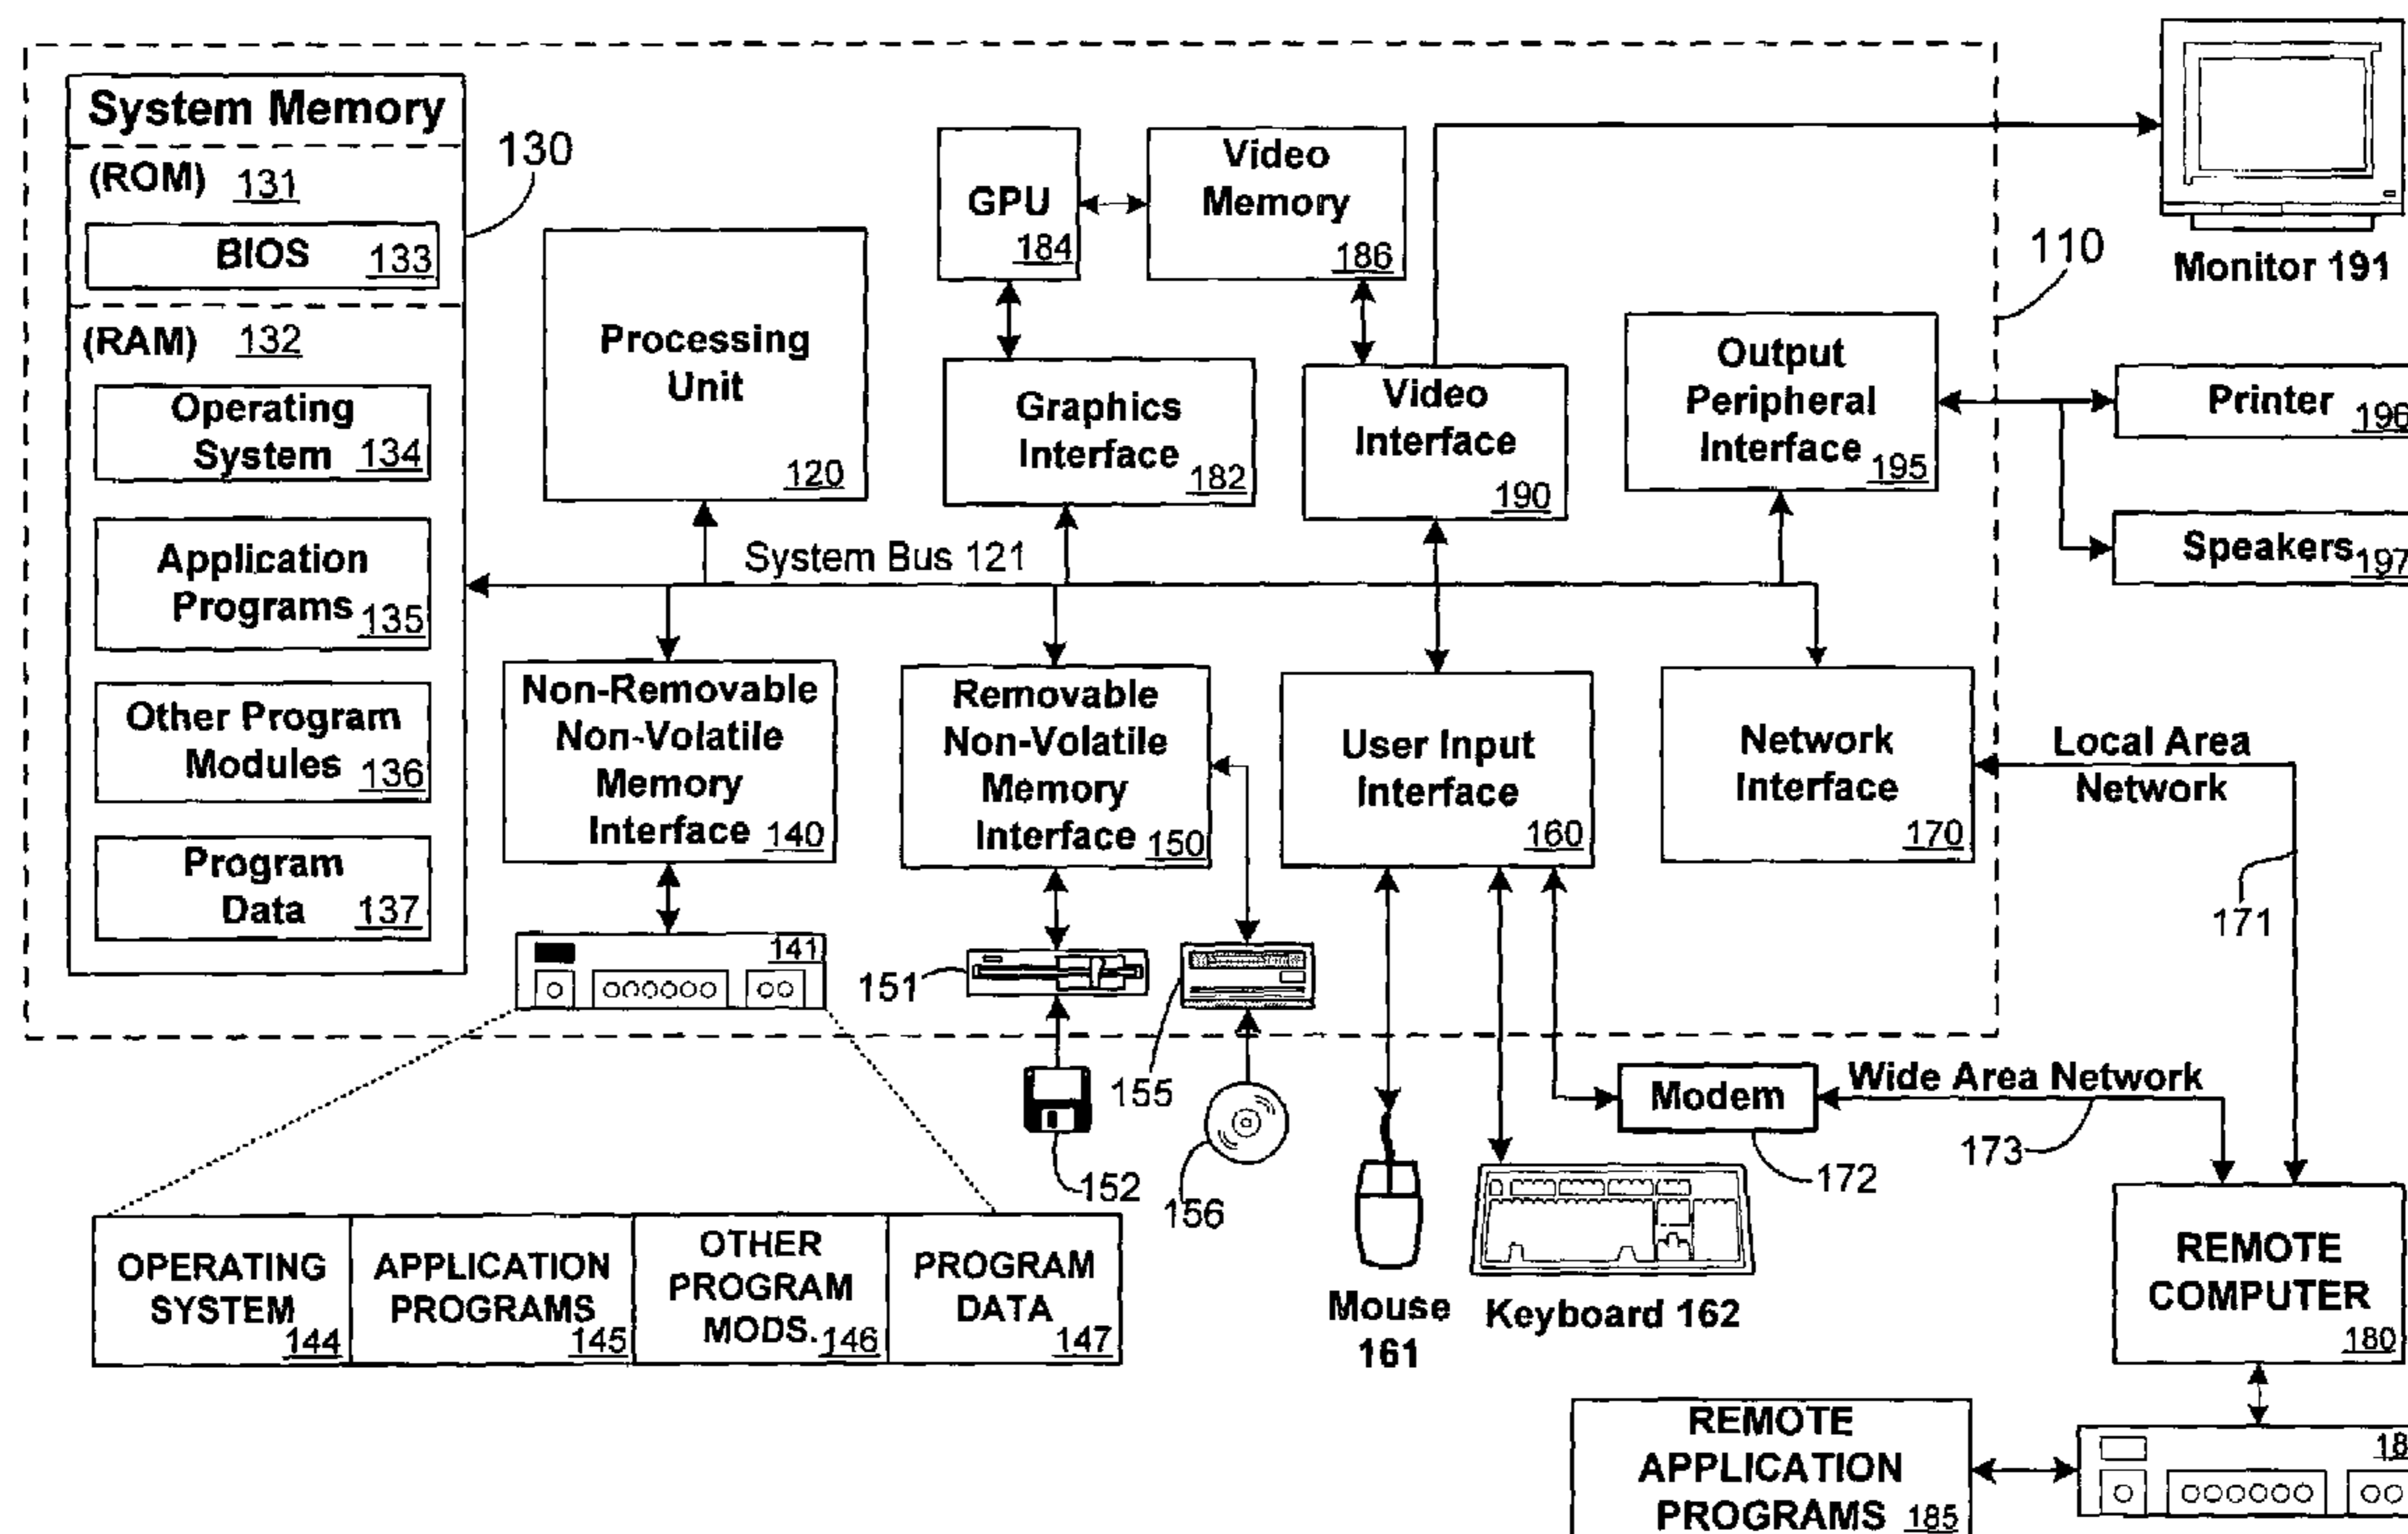 System Memory
(ROM) 131
BIOS 133
(RAM) 132
Operating
System 134
Application
Programs 135
Other Program
Modules 136
Program
Data 137
130
Processing
Unit
120
GPU
184
Video
Memory
186
Graphics
Interface
182
Video
Interface
190
Output
Peripheral
Interface 195
110
Monitor 191
Printer 196
Speakers 197
System Bus 121
Non-Removable
Non-Volatile
Memory
Interface 140
Removable
Non-Volatile
Memory
Interface 150
User Input
Interface
160
Network
Interface
170
Local Area
Network
171
141
151
155
152
156
Modem
172
Wide Area Network
173
OPERATING
SYSTEM
144
APPLICATION
PROGRAMS
145
OTHER
PROGRAM
MODS. 146
PROGRAM
DATA
147
Mouse
161
Keyboard 162
REMOTE
COMPUTER
180
REMOTE
APPLICATION
PROGRAMS 185